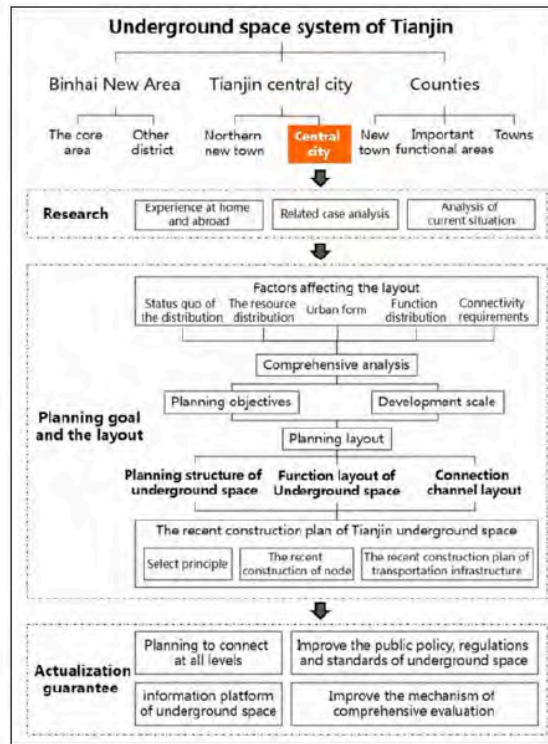 Underground space system of Tianjin
Binhai New Area Tianjin central city Counties
The core area
Other district
Northern new town
Central city
New town
Important functional areas
Towns
Research
Experience at home
and abroad
Related case analysis
Analysis of
current situation
Planning goal
and the layout
Factors affecting the layout
Status quo of
the distribution
The resource
distribution
Urban form
Function
distribution
Connectivity
requirements
Comprehensive analysis
Planning objectives
Development scale
Planning layout
Planning structure of
underground space
Function layout of
Underground space
Connection
channel layout
The recent construction plan of Tianjin underground space
Select principle
The recent
construction of node
The recent construction plan of
transportation infrastructure
Actualization
guarantee
Planning to connect
at all levels
Improve the public policy, regulations
and standards of underground space
information platform
of underground space
Improve the mechanism of
comprehensive evaluation